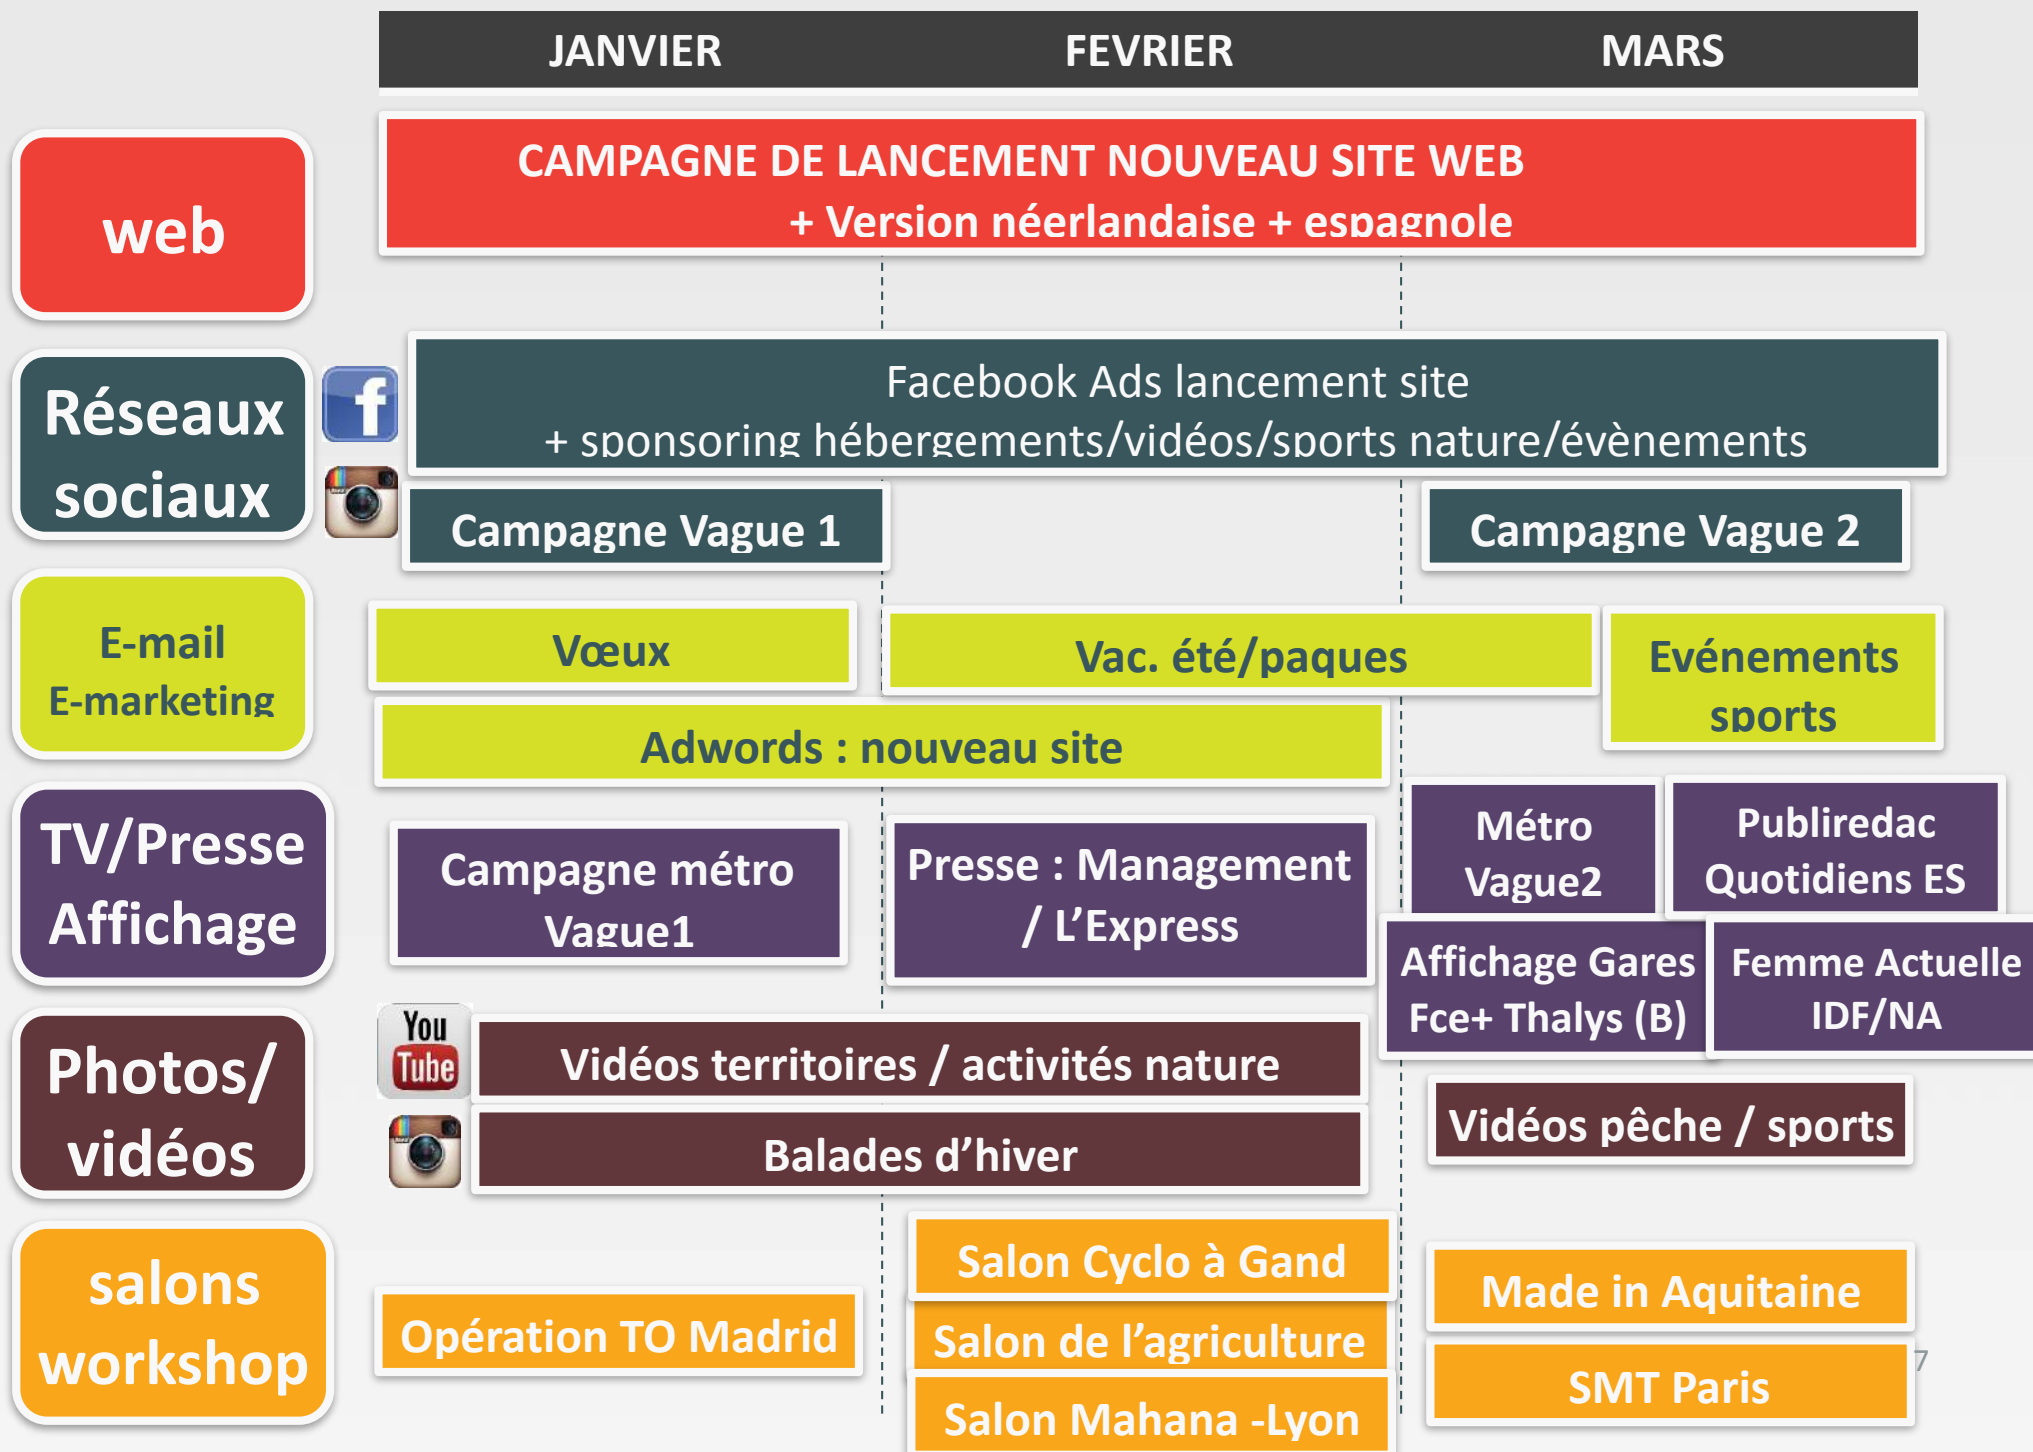 JANVIER FEVRIER MARS
web
CAMPAGNE DE LANCEMENT NOUVEAU SITE WEB
+ Version néerlandaise + espagnole
Réseaux
sociaux
f
Facebook Ads lancement site
+ sponsoring hébergements/vidéos/sports nature/évènements
Campagne Vague 1
Campagne Vague 2
E-mail
E-marketing
Vœux
Vac. été/paques
Evénements
sports
Adwords : nouveau site
TV/Presse
Affichage
Campagne métro
Vague1
Presse : Management
/ L’Express
Métro
Vague2
Publiredac
Quotidiens ES
Affichage Gares
Fce+ Thalys (B)
Femme Actuelle
IDF/NA
Photos/
vidéos
You
Tube
Vidéos territoires / activités nature
Balades d’hiver
Vidéos pêche / sports
salons
workshop
Opération TO Madrid
Salon Cyclo à Gand
Salon de l’agriculture
Salon Mahana -Lyon
Made in Aquitaine
SMT Paris
7